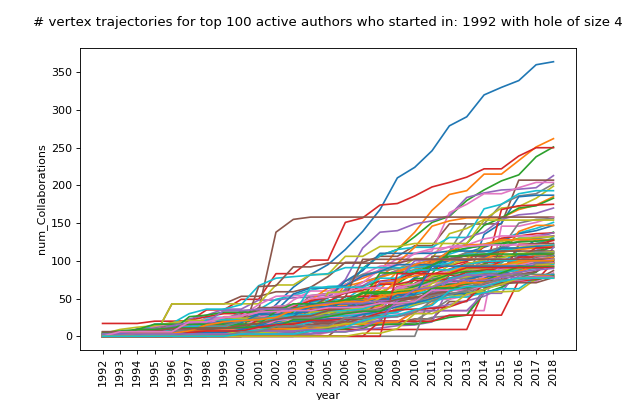 # vertex trajectories for top 100 active authors who started in: 1992 with hole of size 4
350
300
250
200
150
100
50
0
num_Collaborations
1992 1993 1994 1995 1996 1997 1998 1999 2000 2001 2002 2003 2004 2005 2006 2007 2008 2009 2010 2011 2012 2013 2014 2015 2016 2017 2018
year